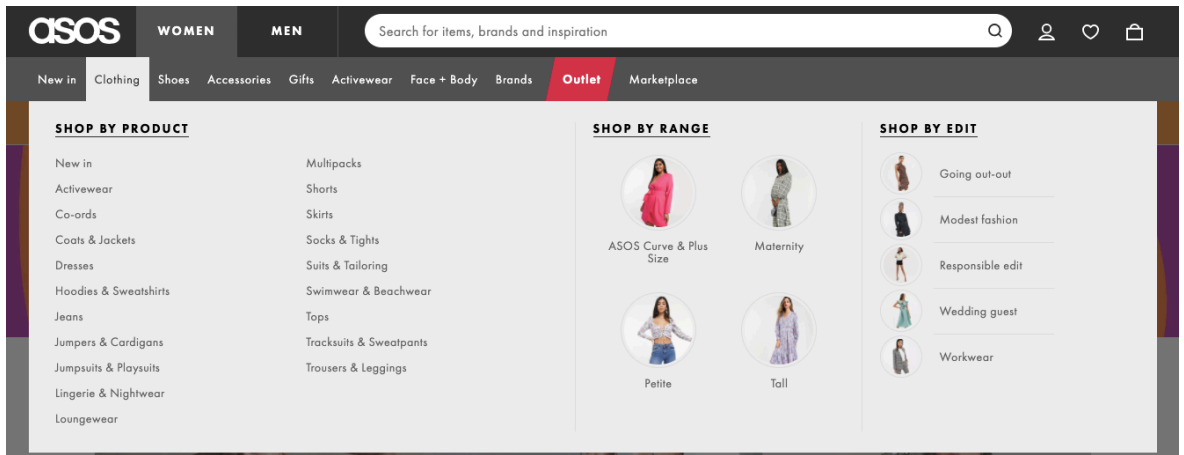 asos
WOMEN
MEN
Search for items, brands and inspiration
New in
Clothing
Shoes
Accessories
Gifts
Activewear
Face + Body
Brands
Outlet
Marketplace
SHOP BY PRODUCT
New in
Activewear
Co-ords
Coats & Jackets
Dresses
Hoodies & Sweatshirts
Jeans
Jumpers & Cardigans
Jumpsuits & Playsuits
Lingerie & Nightwear
Loungewear
Multipacks
Shorts
Skirts
Socks & Tights
Suits & Tailoring
Swimwear & Beachwear
Tops
Tracksuits & Sweatpants
Trousers & Leggings
SHOP BY RANGE
ASOS Curve & Plus
Size
Maternity
Petite
Tall
SHOP BY EDIT
Going out-out
Modest fashion
Responsible edit
Wedding guest
Workwear